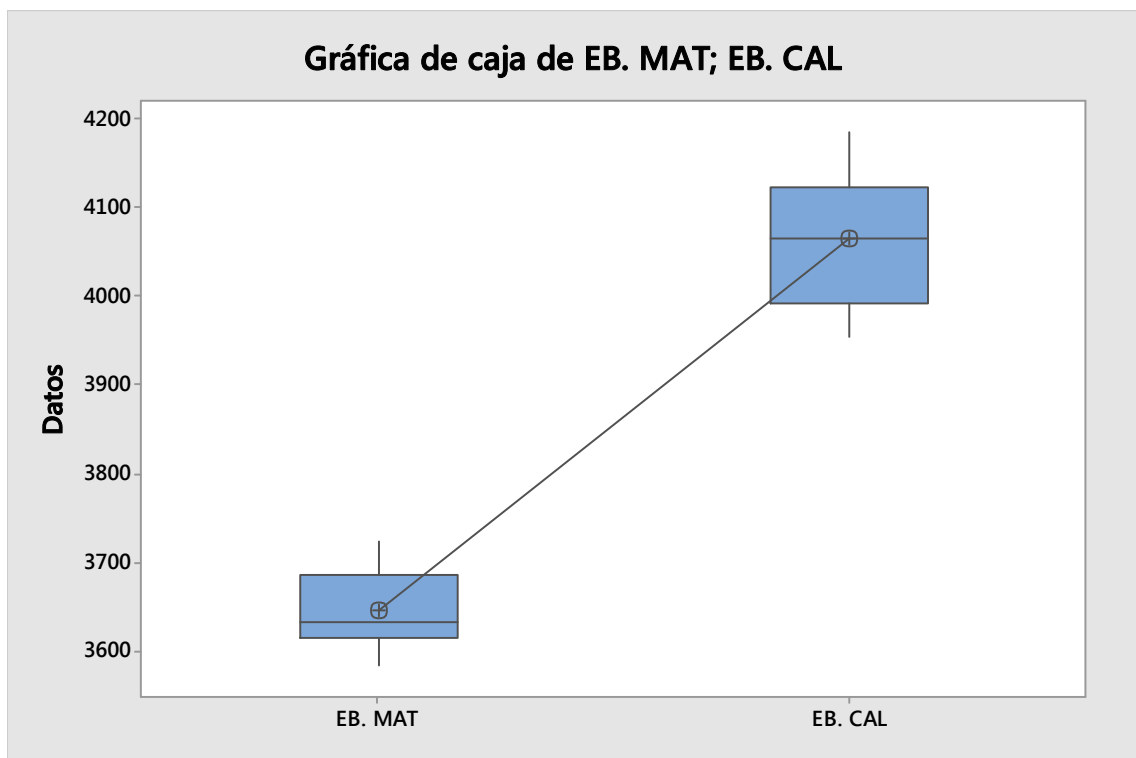 Gráfica de caja de EB. MAT; EB. CAL
4200
4100
4000
3900
3800
3700
3600
Datos
EB. MAT
EB. CAL